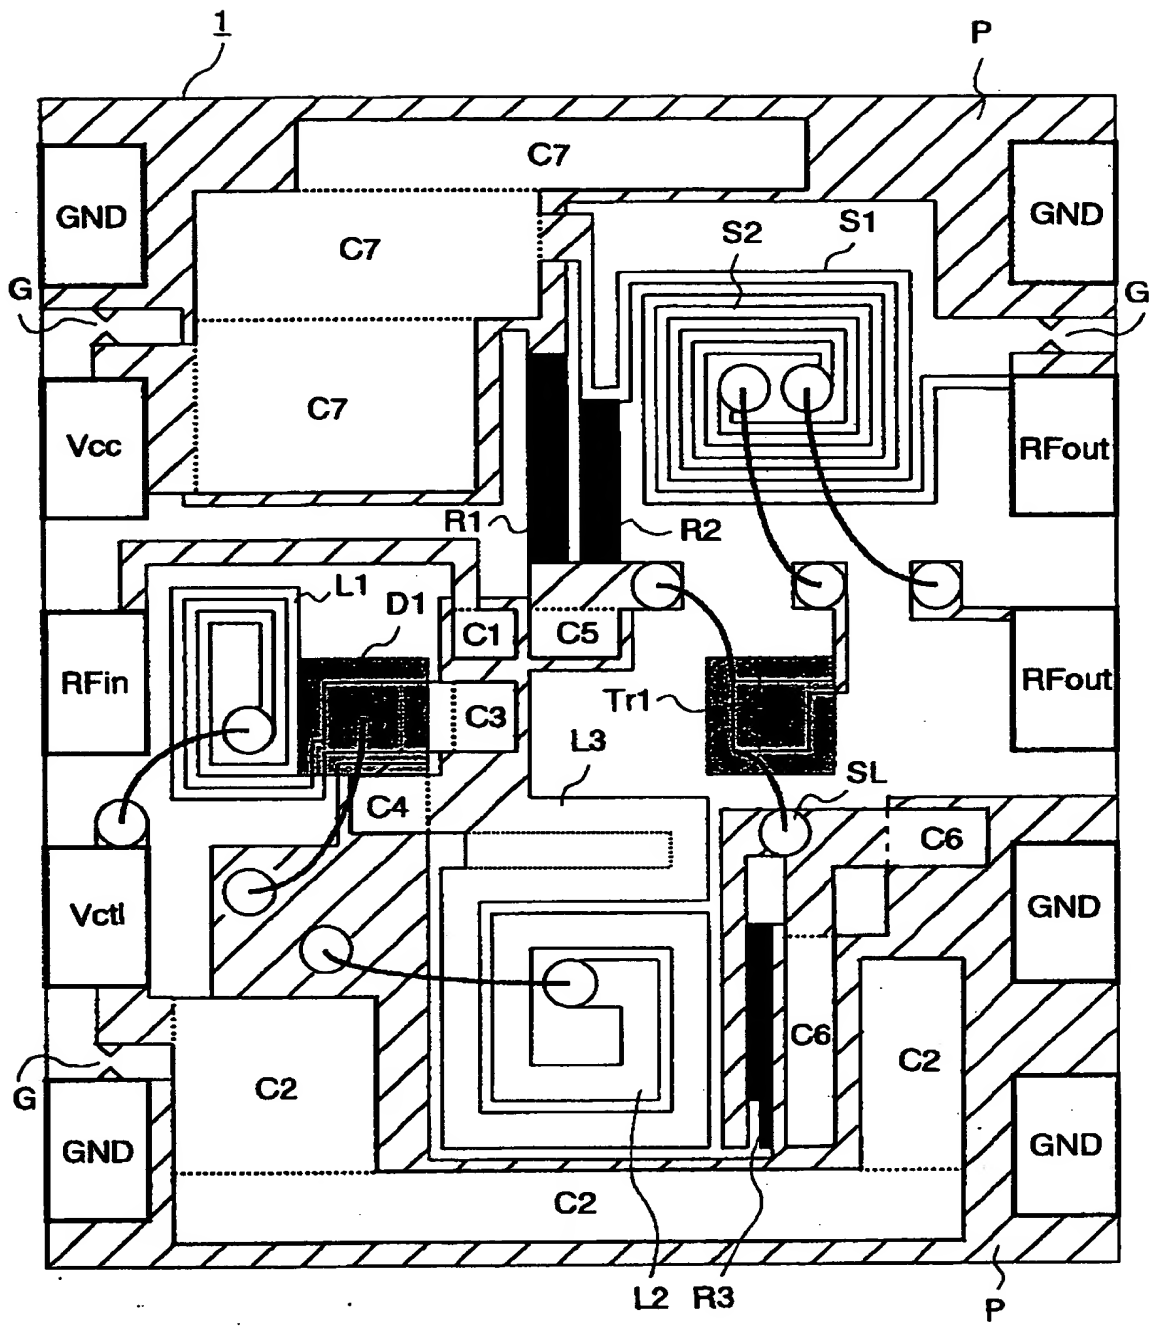 1
P
C7
GND
GND
C7
S2
S1
G
G
C7
Vcc
RFout
R1
R2
L1
D1
C1
C5
RFin
Tr1
RFout
C3
L3
SL
C4
C6
Vctl
GND
C6
C2
C2
G
GND
GND
C2
L2
R3
P